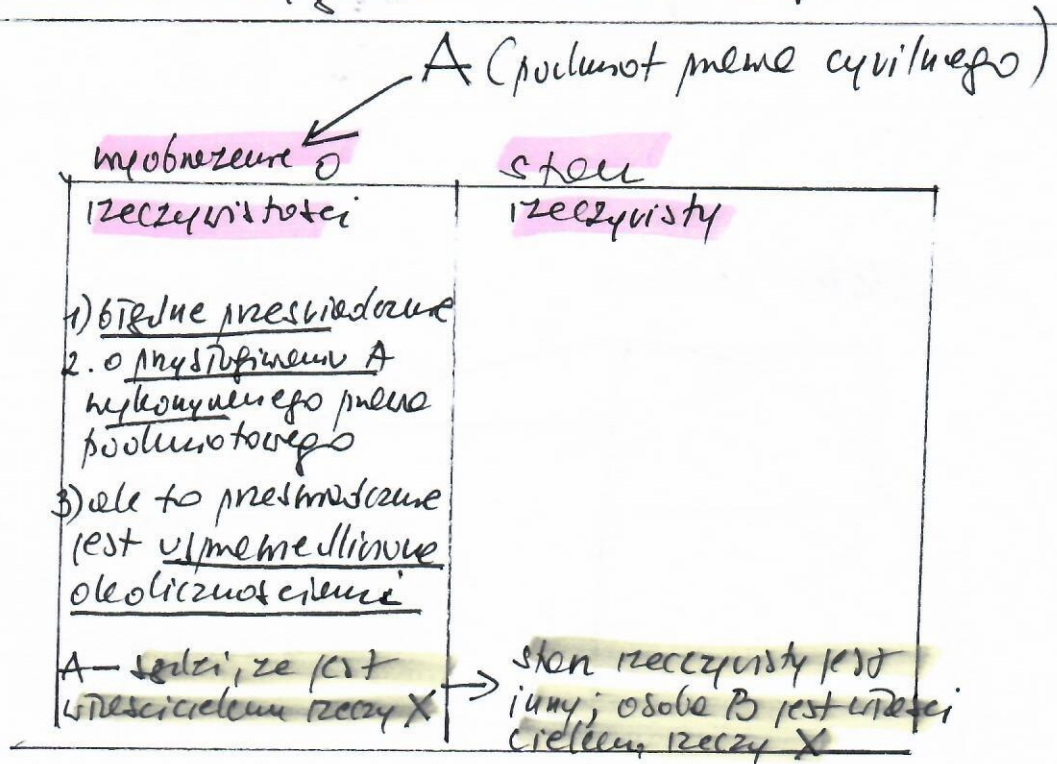 A (podmiot prawa cywilnego)
wyobrażenie o
rzeczywistości
1) błędne przeświadczenie
2. o przysługiwaniu A
wykonywanego prawa
podmiotowego
3) ale to przeświadczenie
jest usprawiedliwione
okolicznościami
A – sądzi, że jest
właścicielem rzeczy X
stan
rzeczywisty
stan rzeczywisty jest
inny; osoba B jest właści
cielem rzeczy X